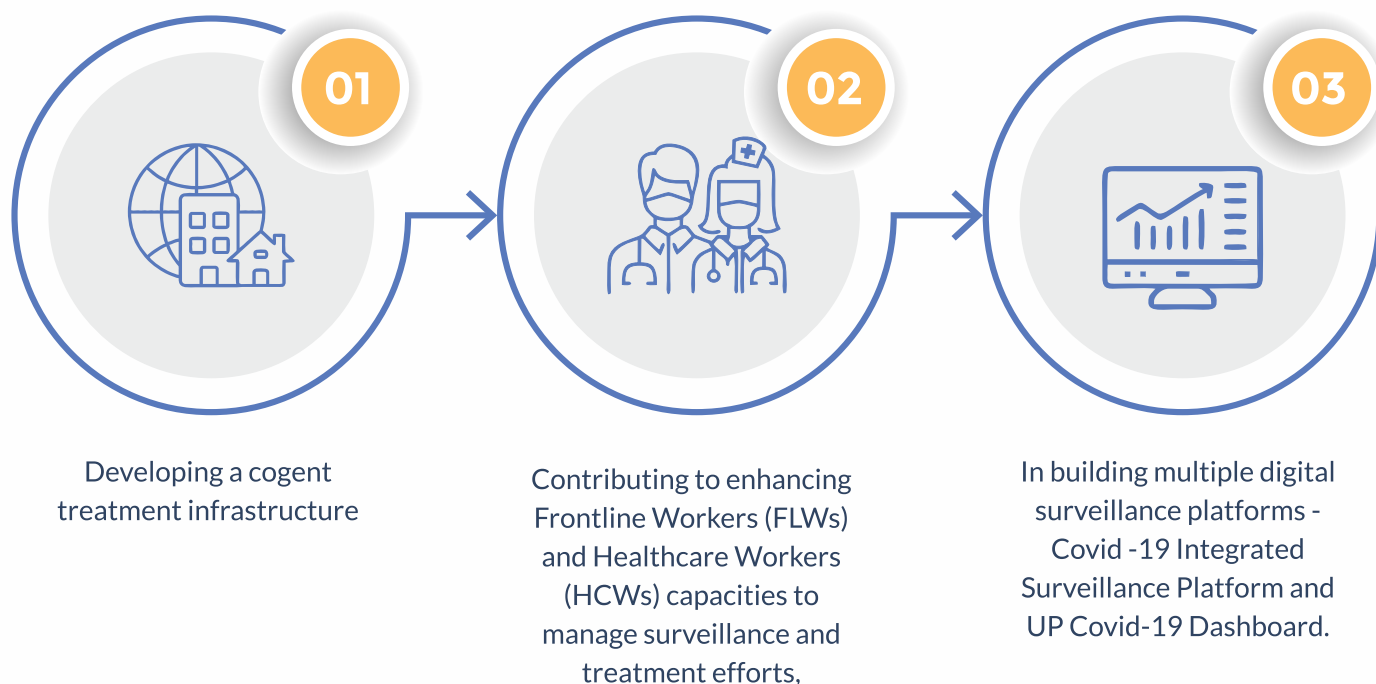 01
Developing a cogent
treatment infrastructure
02
Contributing to enhancing
Frontline Workers (FLWs)
and Healthcare Workers
(HCWs) capacities to
manage surveillance and
treatment efforts,
03
In building multiple digital
surveillance platforms -
Covid -19 Integrated
Surveillance Platform and
UP Covid-19 Dashboard.